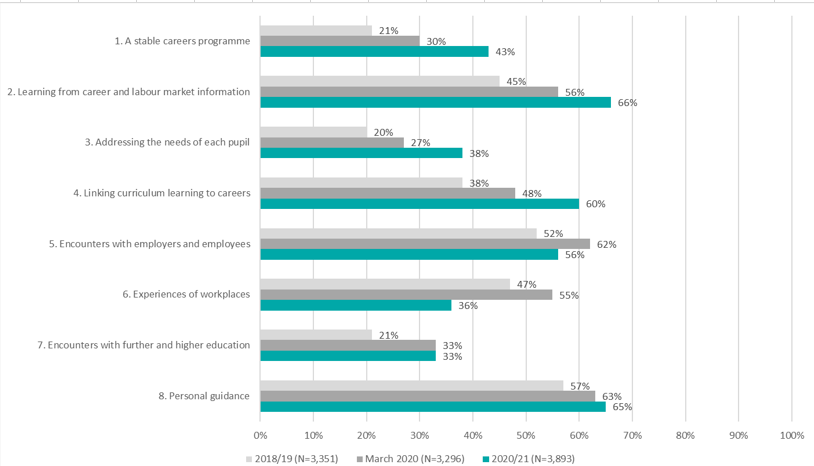 1. A stable careers programme
21%
30%
43%
2. Learning from career and labour market information
45%
56%
66%
3. Addressing the needs of each pupil
20%
27%
38%
4. Linking curriculum learning to careers
38%
48%
60%
5. Encounters with employers and employees
52%
62%
56%
6. Experiences of workplaces
47%
55%
36%
7. Encounters with further and higher education
21%
33%
33%
8. Personal guidance
57%
63%
65%
0% 10% 20% 30% 40% 50% 60% 70% 80% 90% 100%
2018/19 (N=3,351) March 2020 (N=3,296) 2020/21 (N=3,893)